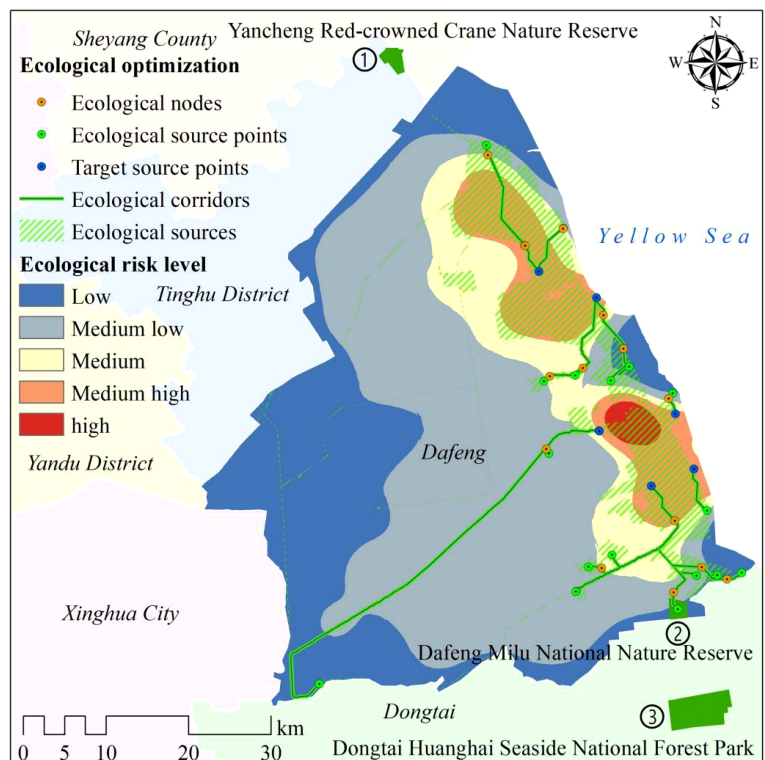 Sheyang County
Yancheng Red-crowned Crane Nature Reserve
①
N
W E
S
Ecological optimization
Ecological nodes
Ecological source points
Target source points
Ecological corridors
Ecological sources
Ecological risk level
Low
Medium low
Medium
Medium high
high
Yellow Sea
Tinghu District
Dafeng
Yandu District
Xinghua City
②
Dafeng Milu National Nature Reserve
Dongtai
③
Dongtai Huanghai Seaside National Forest Park
km
0 5 10 20 30